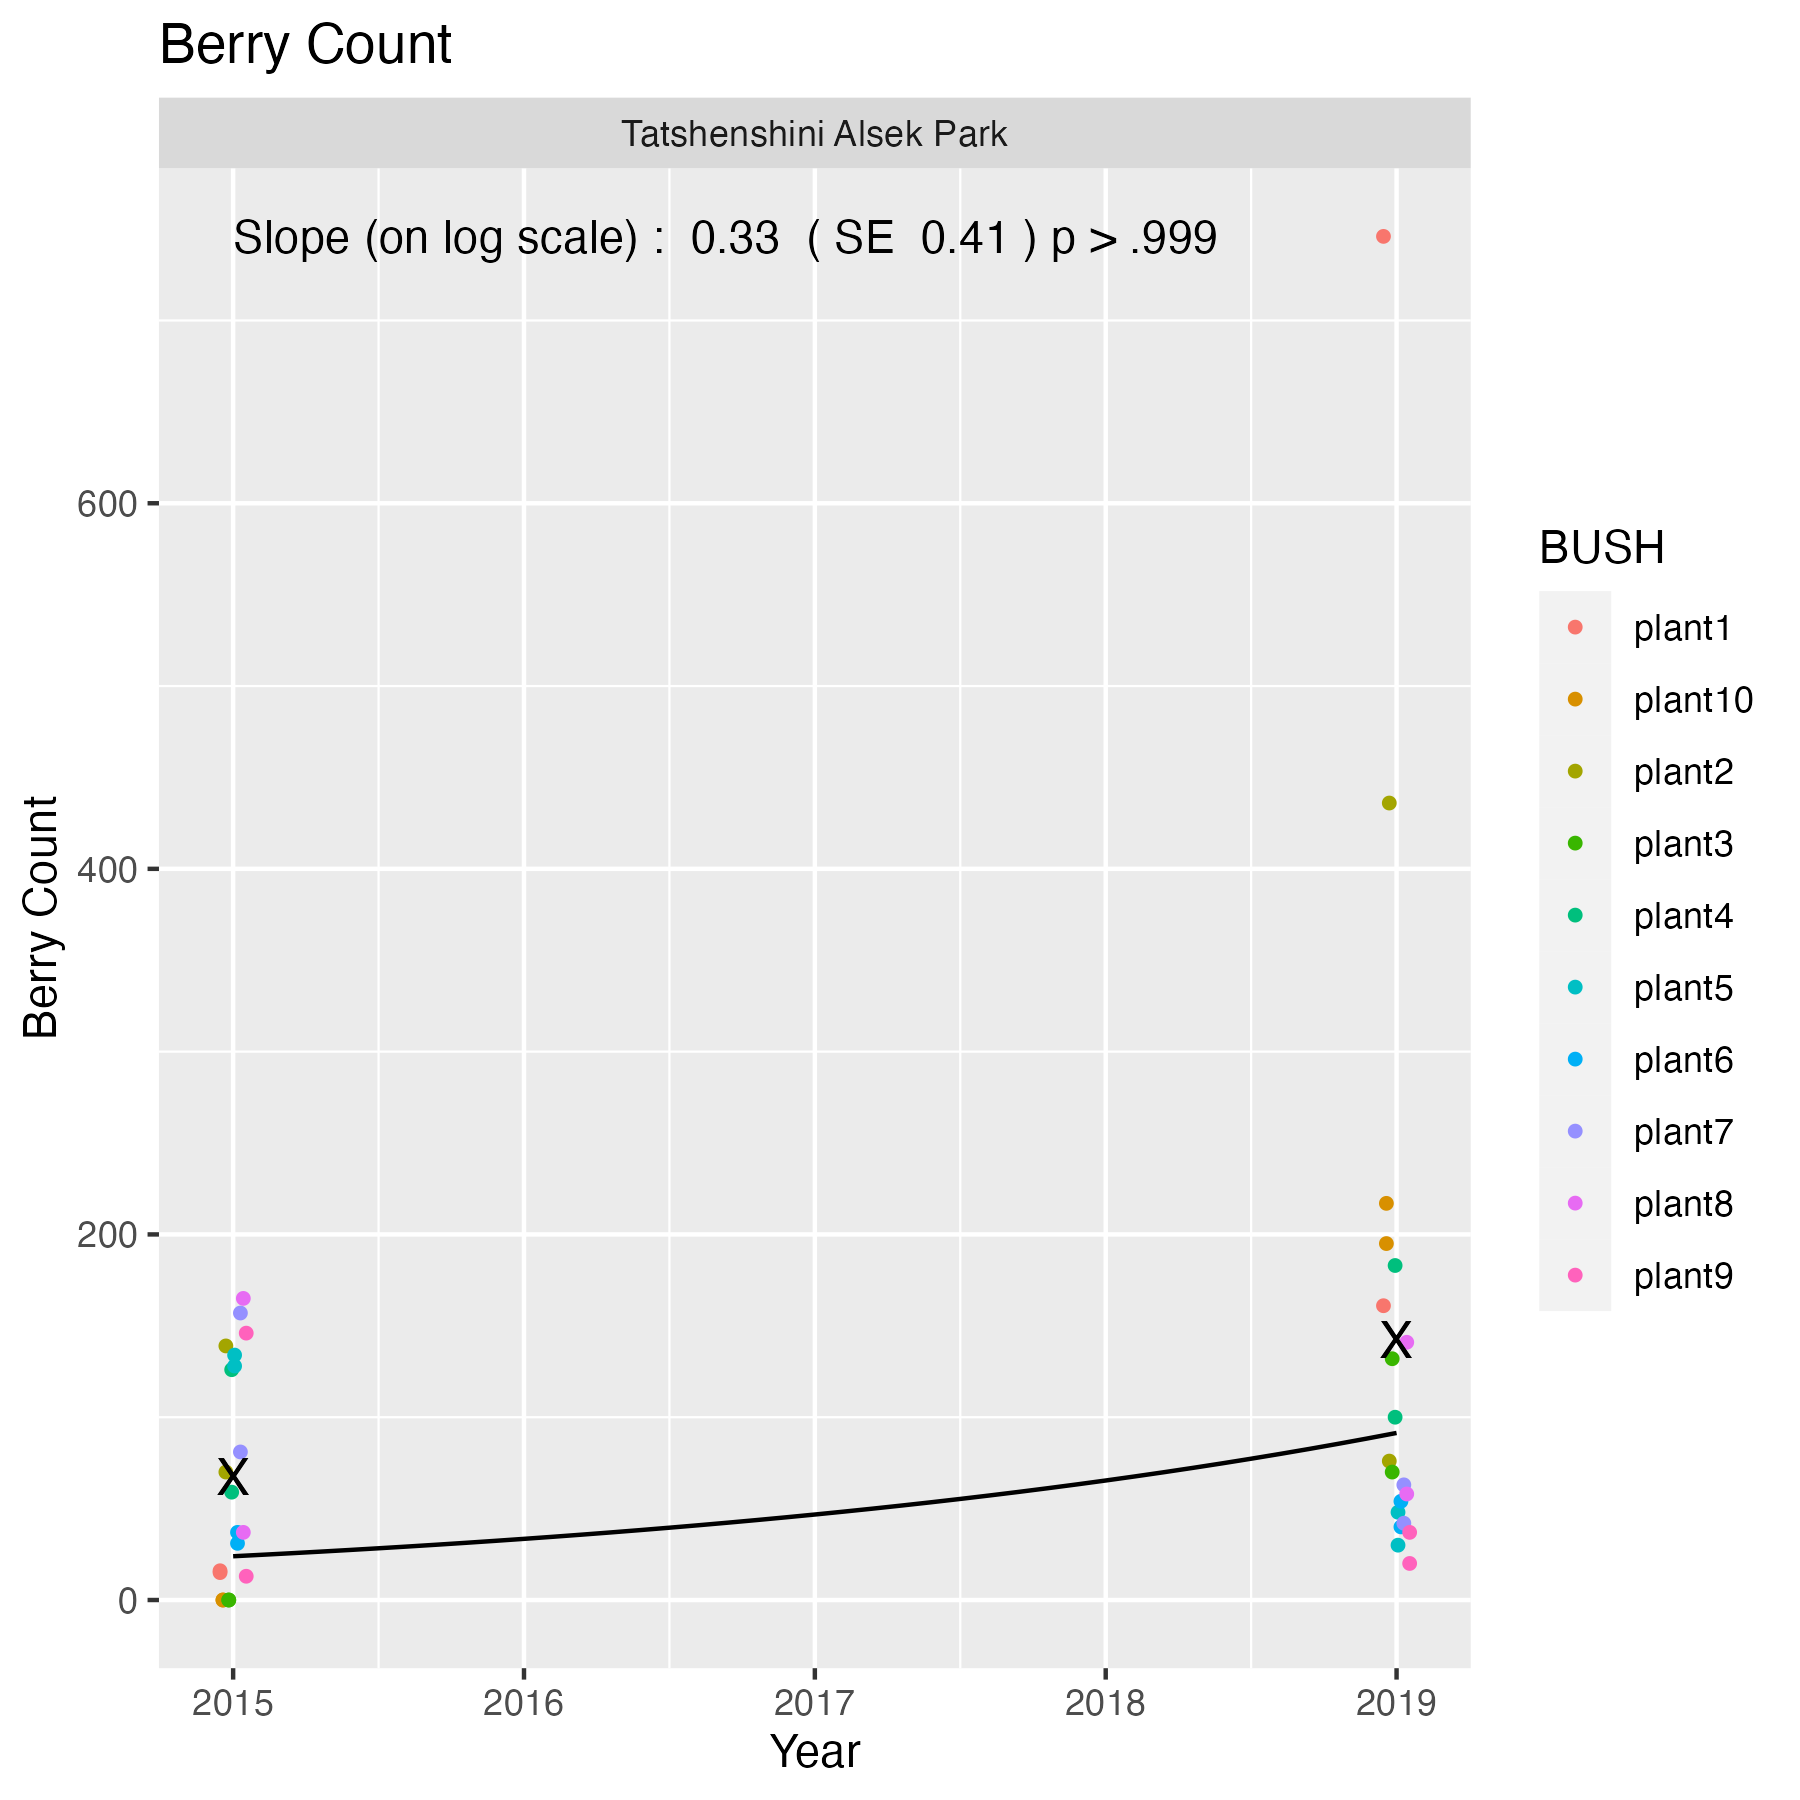 Berry Count
Tatshenshini Alsek Park
Slope (on log scale) :  0.33  ( SE  0.41 ) p > .999
Berry Count
600
400
200
0
2015
2016
2017
2018
2019
Year
BUSH
plant1
plant10
plant2
plant3
plant4
plant5
plant6
plant7
plant8
plant9
X
X